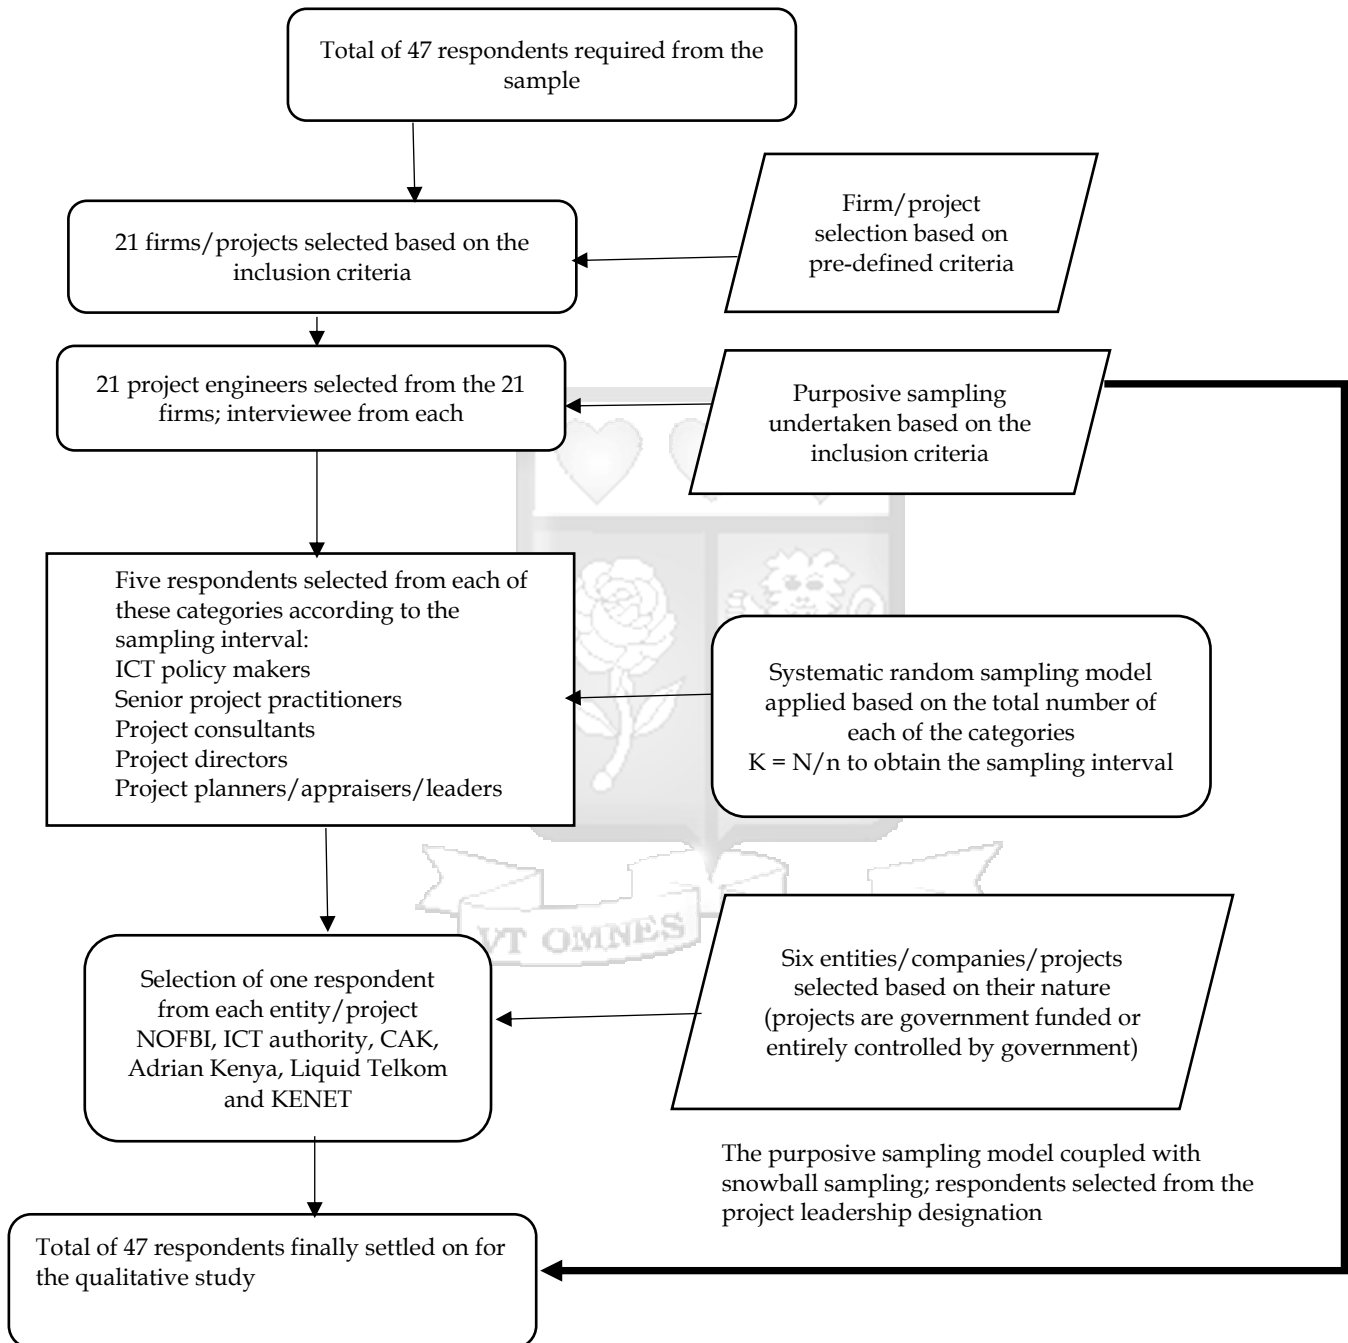 Total of 47 respondents required from the
sample
Firm/project
selection based on
pre-defined criteria
21 firms/projects selected based on the
inclusion criteria
21 project engineers selected from the 21
firms; interviewee from each
Purposive sampling
undertaken based on the
inclusion criteria
Five respondents selected from each of
these categories according to the
sampling interval:
ICT policy makers
Senior project practitioners
Project consultants
Project directors
Project planners/appraisers/leaders
Systematic random sampling model
applied based on the total number of
each of the categories
K = N/n to obtain the sampling interval
VT OMNES
Selection of one respondent
from each entity/project
NOFBI, ICT authority, CAK,
Adrian Kenya, Liquid Telkom
and KENET
Six entities/companies/projects
selected based on their nature
(projects are government funded or
entirely controlled by government)
The purposive sampling model coupled with
snowball sampling; respondents selected from the
project leadership designation
Total of 47 respondents finally settled on for
the qualitative study